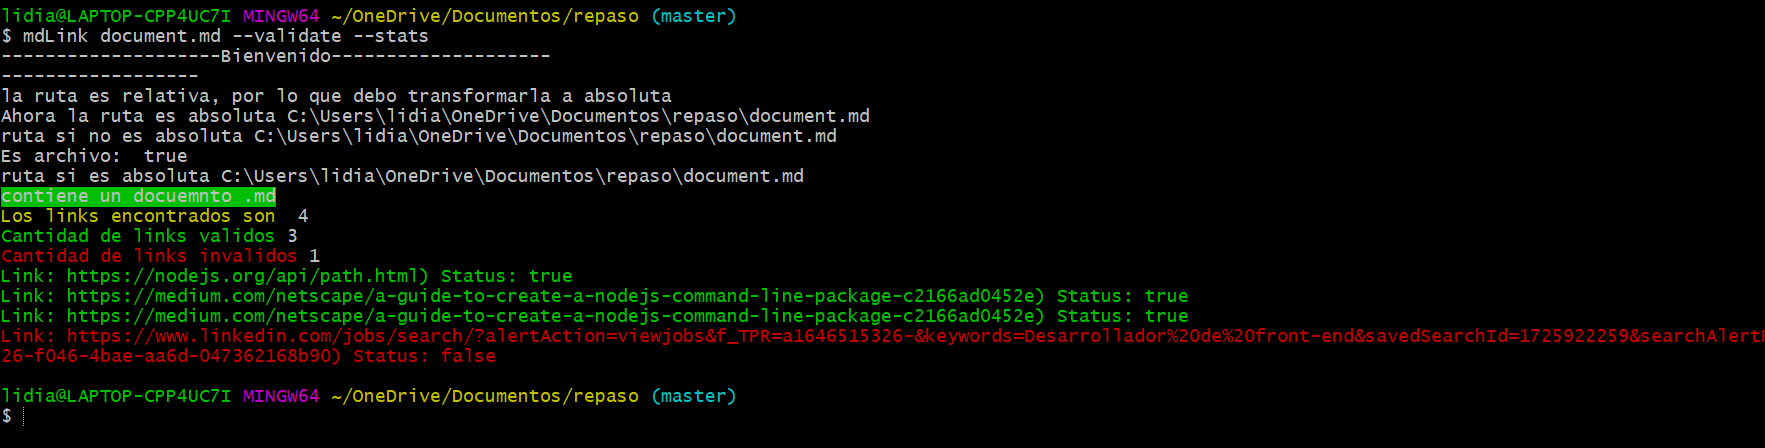 lidia@LAPTOP-CPP4UC7I MINGW64 ~/OneDrive/Documentos/repaso (master)
$ mdLink document.md --validate --stats
--------------------Bienvenido--------------------
------------------
la ruta es relativa, por lo que debo transformarla a absoluta
Ahora la ruta es absoluta C:\Users\lidia\OneDrive\Documentos\repaso\document.md
ruta si no es absoluta C:\Users\lidia\OneDrive\Documentos\repaso\document.md
Es archivo:  true
ruta si es absoluta C:\Users\lidia\OneDrive\Documentos\repaso\document.md
contiene un docuemnto .md
Los links encontrados son  4
Cantidad de links validos 3
Cantidad de links invalidos 1
Link: https://nodejs.org/api/path.html) Status: true
Link: https://medium.com/netscape/a-guide-to-create-a-nodejs-command-line-package-c2166ad0452e) Status: true
Link: https://medium.com/netscape/a-guide-to-create-a-nodejs-command-line-package-c2166ad0452e) Status: true
Link: https://www.linkedin.com/jobs/search/?alertAction=viewjobs&f_TPR=a1646515326-&keywords=Desarrollador%20de%20front-end&savedSearchId=1725922259&searchAlert
26-f046-4bae-aa6d-047362168b90) Status: false
lidia@LAPTOP-CPP4UC7I MINGW64 ~/OneDrive/Documentos/repaso (master)
$